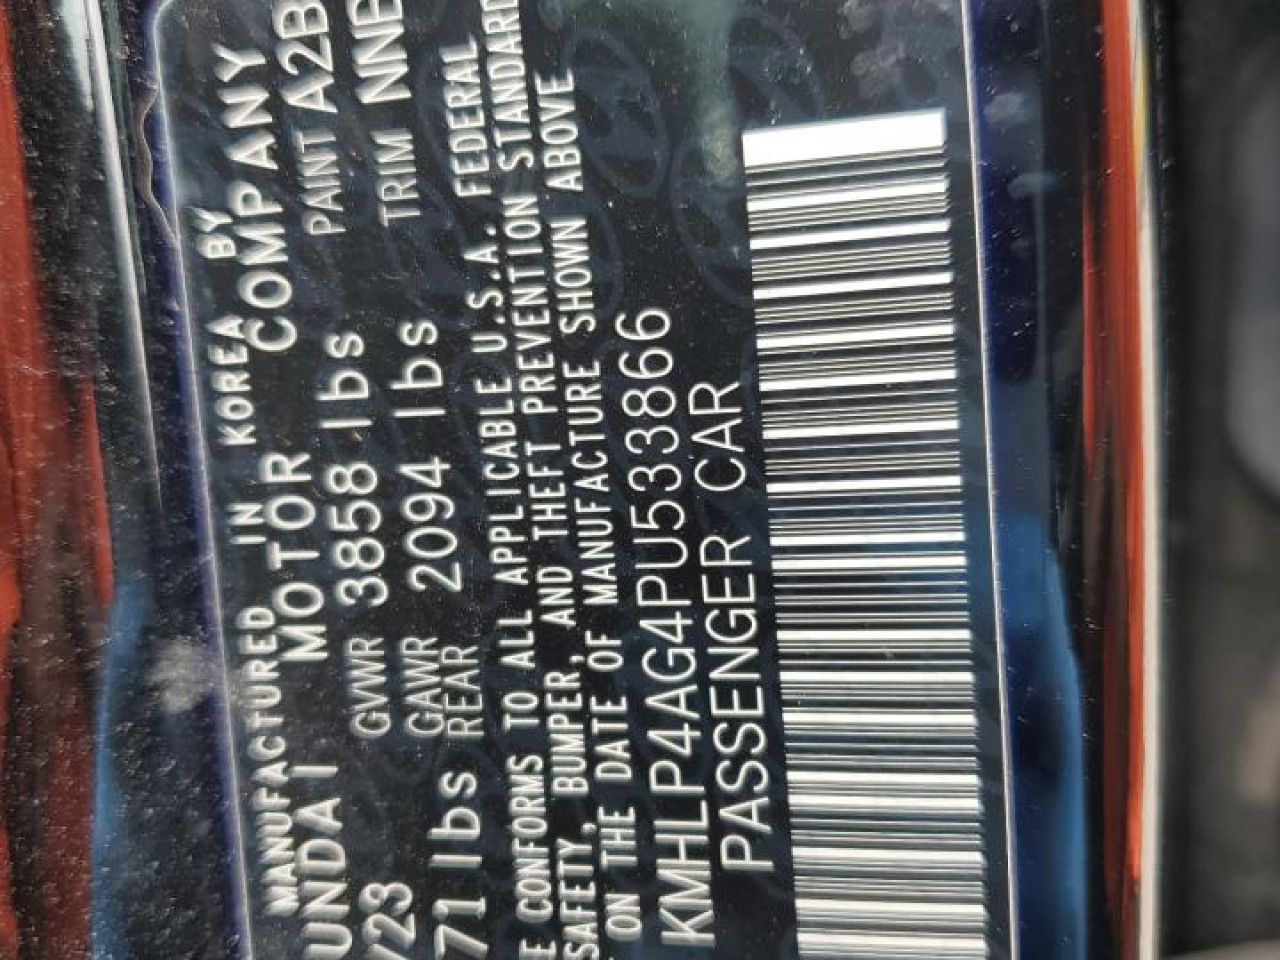 MANUFACTURED IN KOREA BY
UNDAI MOTOR COMPANY
/23 GVWR 3858 lbs PAINT A2B
GAWR
REAR 2094 lbs TRIM NNB
71 lbs
E CONFORMS TO ALL APPLICABLE U.S.A. FEDERAL
SAFETY, BUMPER, AND THEFT PREVENTION STANDARD
ON THE DATE OF MANUFACTURE SHOWN ABOVE
KMHLP4AG4PU533866
PASSENGER CAR